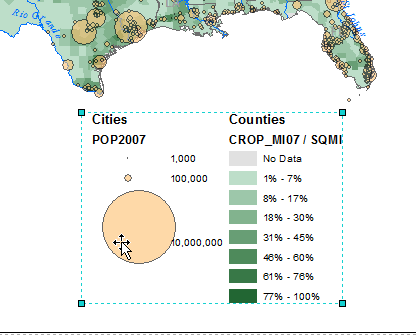 Rio Grande
Cities
POP2007
1,000
100,000
10,000,000
Counties
CROP_MI07 / SQMI
No Data
1% - 7%
8% - 17%
18% - 30%
31% - 45%
46% - 60%
61% - 76%
77% - 100%